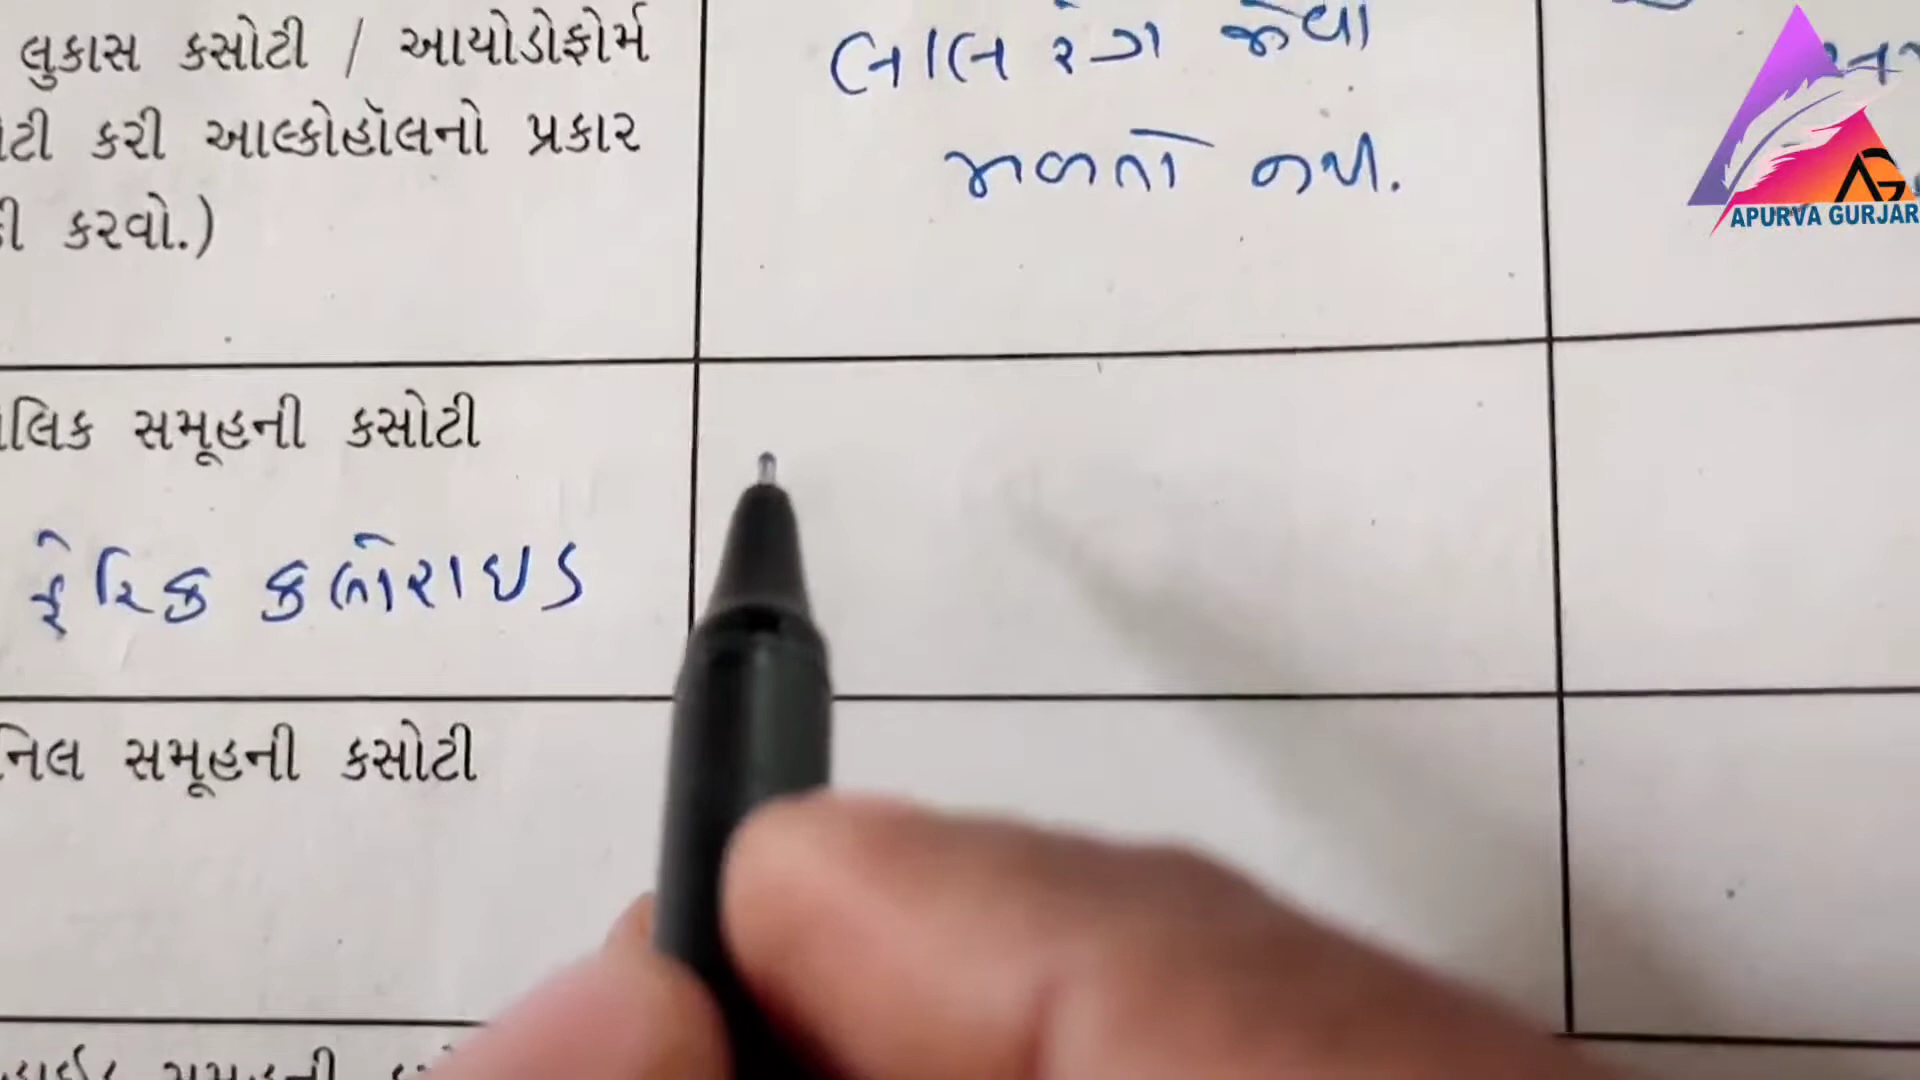 લુકાસ કસોટી / આયોડોફોર્મ
ટી કરી આલ્કોહૉલનો પ્રકાર
કરવો.)
લાલ રંગ જોવા
મળતો નથી.
APURVA GURJAR
સમૂહની કસોટી
ફેરિક ક્લોરાઇડ
સમૂહની કસોટી